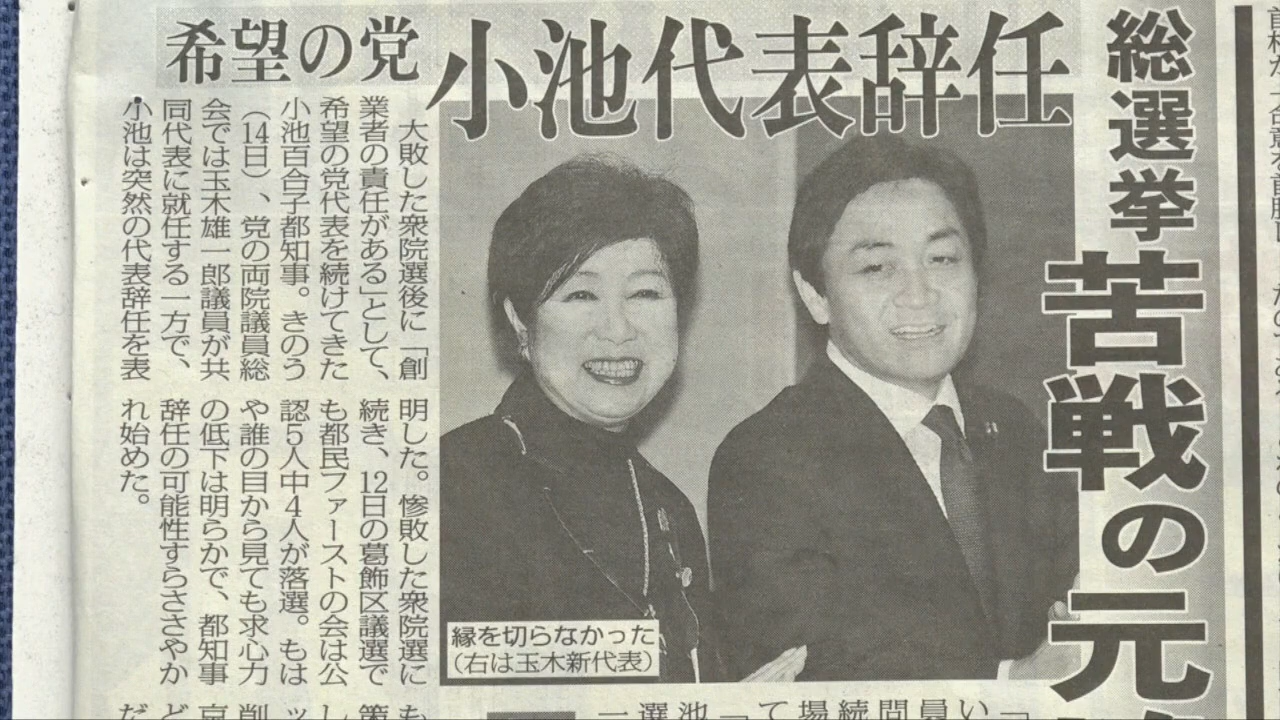 総選挙苦戦の元
希望の党
小池代表辞任
大敗した衆院選後に「創
業者の責任がある」として、
希望の党代表を続けてきた
小池百合子都知事。きのう
（14日）、党の両院議員総
会では玉木雄一郎議員が共
同代表に就任する一方で、
小池は突然の代表辞任を表
明した。惨敗した衆院選に
続き、12日の葛飾区議選で
も都民ファーストの会は公
認５人中４人が落選。もは
や誰の目から見ても求心力
の低下は明らかで、都知事
辞任の可能性すらささやか
れ始めた。
縁を切らなかった
（右は玉木新代表）